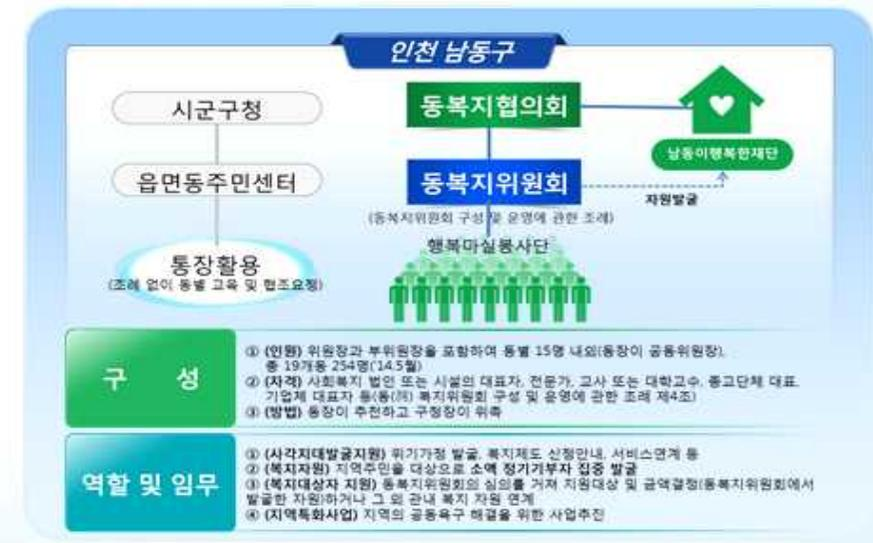 인천 남동구
시군구청
읍면동주민센터
통장활용
(조례 없이 동별 교육 및 협조요청)
동복지협의회
남동이행복한재단
동복지위원회
자원발굴
(동복지위원회 구성 및 운영에 관한 조례)
행복마실봉사단
구 성
① (인원) 위원장과 부위원장을 포함하여 동별 15명 내외(동장이 공동위원장),
총 19개동 254명('14.5월)
② (자격) 사회복지 법인 또는 시설의 대표자, 전문가, 교사 또는 대학교수, 종교단체 대표,
기업체 대표자 등(동(洞) 복지위원회 구성 및 운영에 관한 조례 제4조)
③ (방법) 동장이 추천하고 구청장이 위촉
역할 및 임무
① (사각지대발굴지원) 위기가정 발굴, 복지제도 신청안내, 서비스연계 등
② (복지자원) 지역주민을 대상으로 소액 정기기부자 집중 발굴
③ (복지대상자 지원) 동복지위원회의 심의를 거쳐 지원대상 및 금액결정(동복지위원회에서
발굴한 자원)하거나 그 외 관내 복지 자원 연계
④ (지역특화사업) 지역의 공동욕구 해결을 위한 사업추진